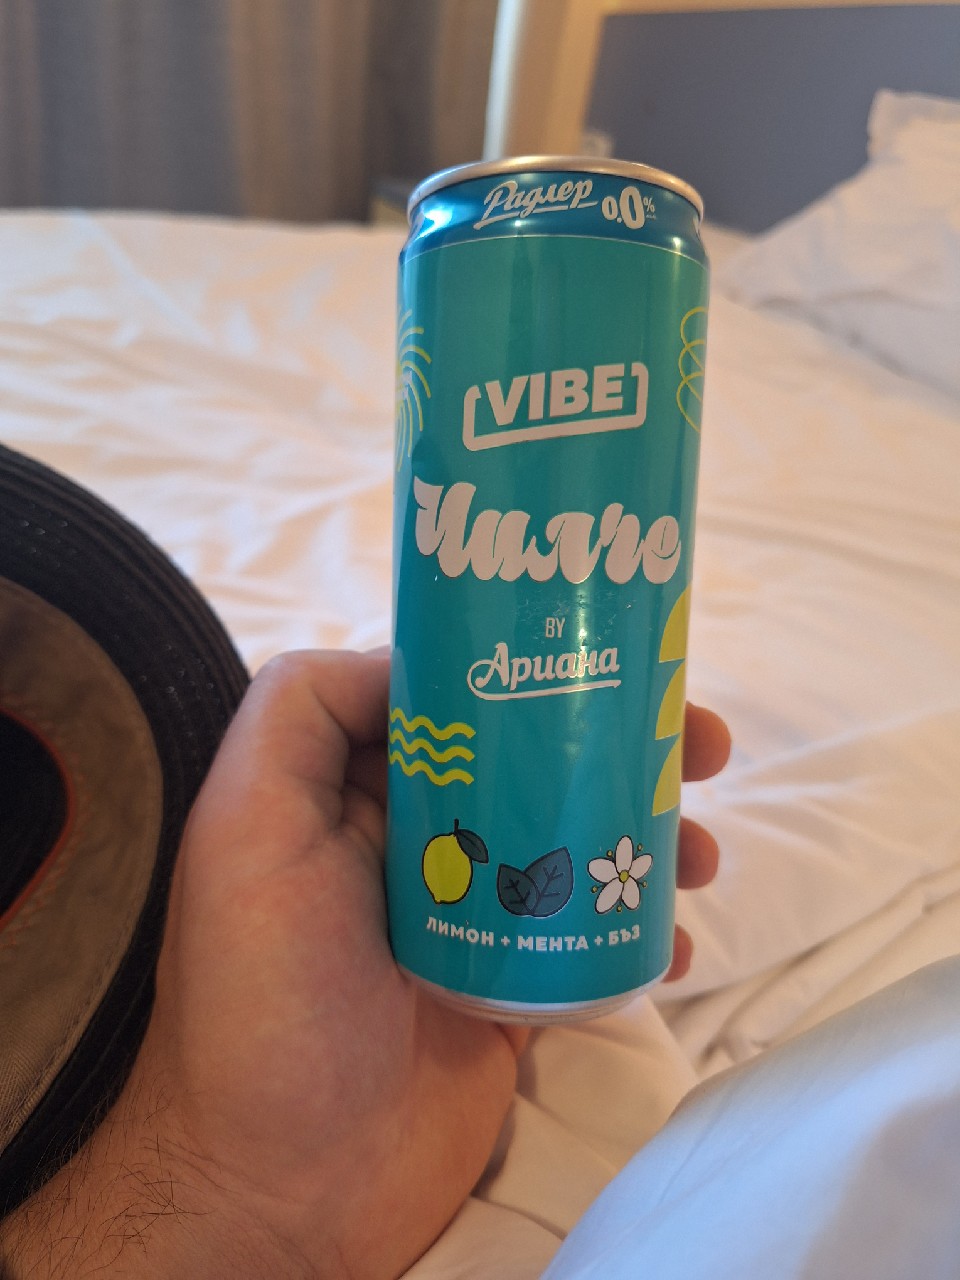 Радлер 0.0%
VIBE
Чилче
BY
Ариана
ЛИМОН + МЕНТА + БЪЗ